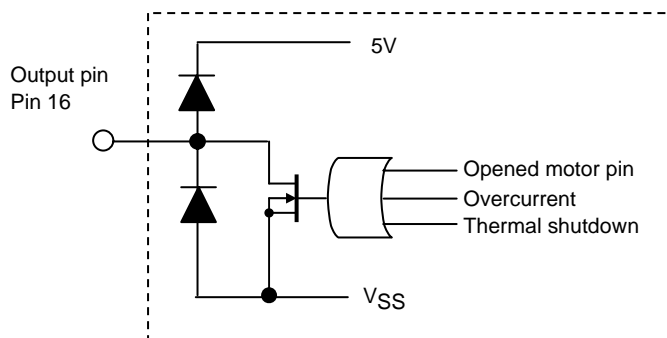 5V
Output pin
Pin 16
Opened motor pin
Overcurrent
Thermal shutdown
VSS